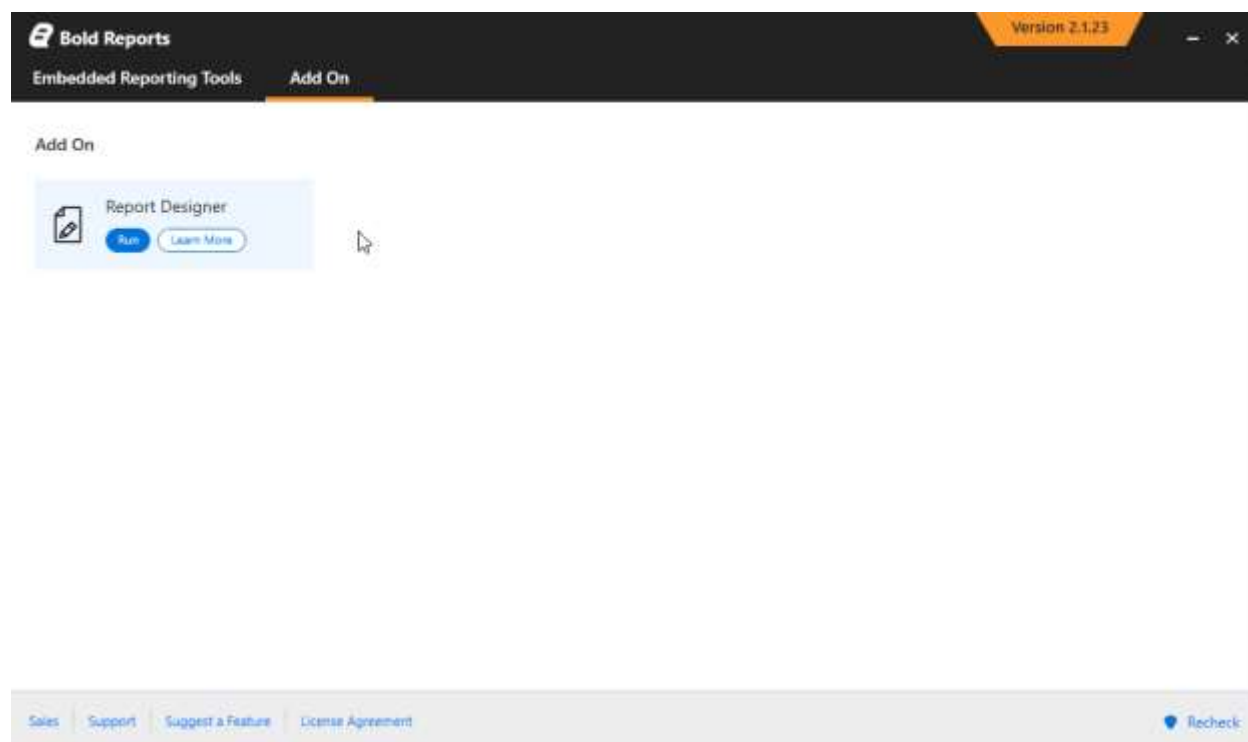 Bold Reports
Version 2.1.23
Embedded Reporting Tools Add On
Add On
Report Designer
Run Learn More
Sales Support Suggest a Feature License Agreement
Recheck